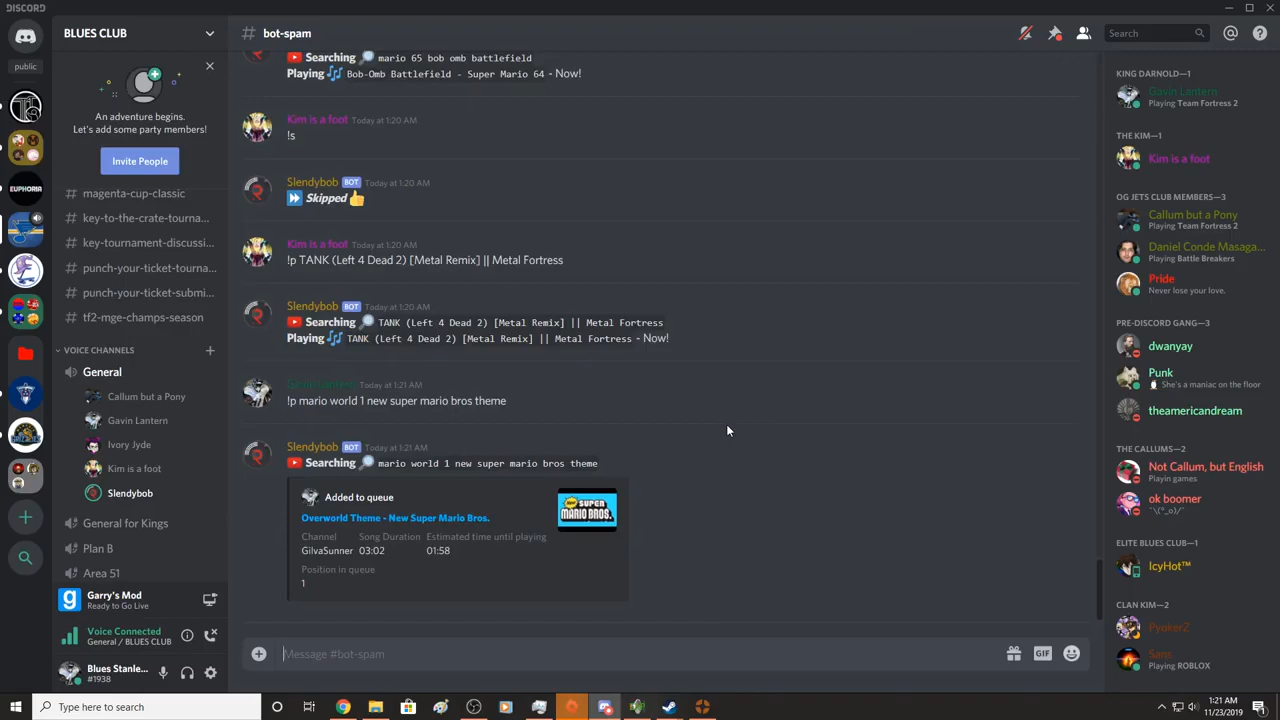 DISCORD
BLUES CLUB
# bot-spam
Search
public
An adventure begins.
Let's add some party members!
Invite People
# magenta-cup-classic
# key-to-the-crate-tourna...
# key-tournament-discussi...
# punch-your-ticket-tourna...
# punch-your-ticket-submi...
# tf2-mge-champs-season
VOICE CHANNELS
General
Callum but a Pony
Gavin Lantern
Ivory Jyde
Kim is a foot
Slendybob
General for Kings
Plan B
Area 51
EUPHORIA
Garry's Mod
Ready to Go Live
Voice Connected
General / BLUES CLUB
Blues Stanle...
#1938
Searching mario 65 bob omb battlefield
Playing Bob-Omb Battlefield - Super Mario 64 - Now!
Kim is a foot Today at 1:20 AM
!s
Slendybob BOT Today at 1:20 AM
Skipped
Kim is a foot Today at 1:20 AM
!p TANK (Left 4 Dead 2) [Metal Remix] || Metal Fortress
Slendybob BOT Today at 1:20 AM
Searching TANK (Left 4 Dead 2) [Metal Remix] || Metal Fortress
Playing TANK (Left 4 Dead 2) [Metal Remix] || Metal Fortress - Now!
Gavin Lantern Today at 1:21 AM
!p mario world 1 new super mario bros theme
Slendybob BOT Today at 1:21 AM
Searching mario world 1 new super mario bros theme
Added to queue
Overworld Theme - New Super Mario Bros.
Channel Song Duration Estimated time until playing
GilvaSunner 03:02 01:58
Position in queue
1
NEW SUPER
MARIO BROS.
Message #bot-spam
GIF
KING DARNOLD—1
Gavin Lantern
Playing Team Fortress 2
THE KIM—1
Kim is a foot
OG JETS CLUB MEMBERS—3
Callum but a Pony
Playing Team Fortress 2
Daniel Conde Masaga...
Playing Battle Breakers
Pride
Never lose your love.
PRE-DISCORD GANG—3
dwanyay
Punk
She's a maniac on the floor
theamericandream
THE CALLUMS—2
Not Callum, but English
Playin games
ok boomer
¯\(°_o)/¯
ELITE BLUES CLUB—1
IcyHot™
CLAN KIM—2
PyokerZ
Sans
Playing ROBLOX
Type here to search
1:21 AM
11/23/2019